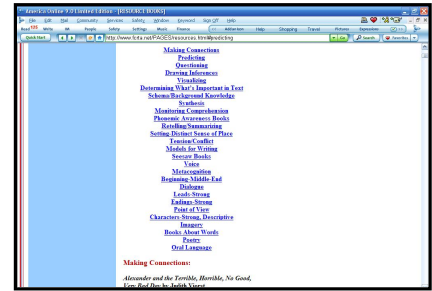 America Online 9.0 Limited Edition - [RESOURCE BOOKS]
File Edit Mail Community Services Safety Window Keyword Sign Off Help
Read Write IM People Safety Settings Music Finance Help Shopping Travel Pictures Expressions
Quick Start http://www.lcrta.net/PAGES/resources.html#predicting Go Search Favorites
Making Connections
Predicting
Questioning
Drawing Inferences
Visualizing
Determining What's Important in Text
Schema/Background Knowledge
Synthesis
Monitoring Comprehension
Phonemic Awareness Books
Retelling/Summarizing
Setting-Distinct Sense of Place
Tension/Conflict
Models for Writing
Seesaw Books
Voice
Metacognition
Beginning-Middle-End
Dialogue
Leads-Strong
Endings-Strong
Point of View
Characters-Strong, Descriptive
Imagery
Books About Words
Poetry
Oral Language
Making Connections:
Alexander and the Terrible, Horrible, No Good,
Very Bad Day by Judith Viorst